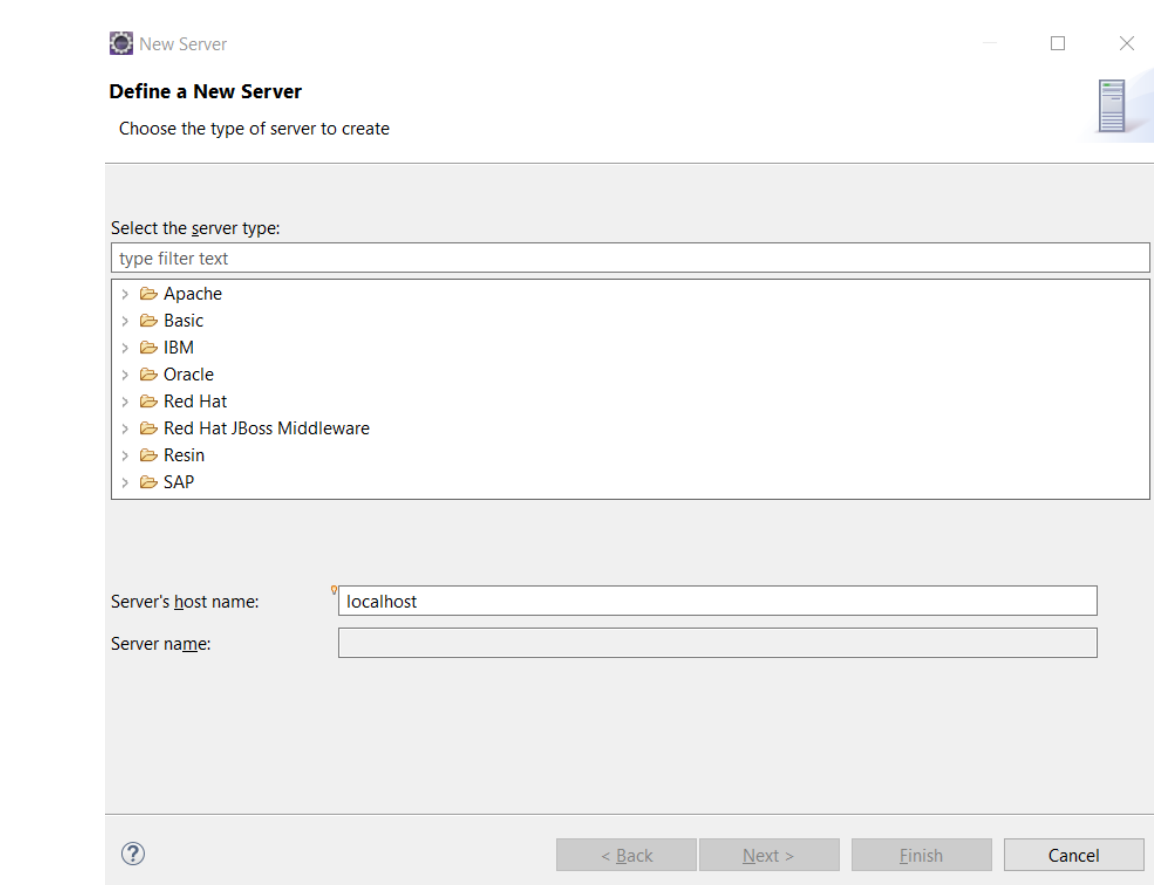 New Server
Define a New Server
Choose the type of server to create
Select the server type:
type filter text
Apache
Basic
IBM
Oracle
Red Hat
Red Hat JBoss Middleware
Resin
SAP
Server's host name: localhost
Server name:
? < Back Next > Finish Cancel